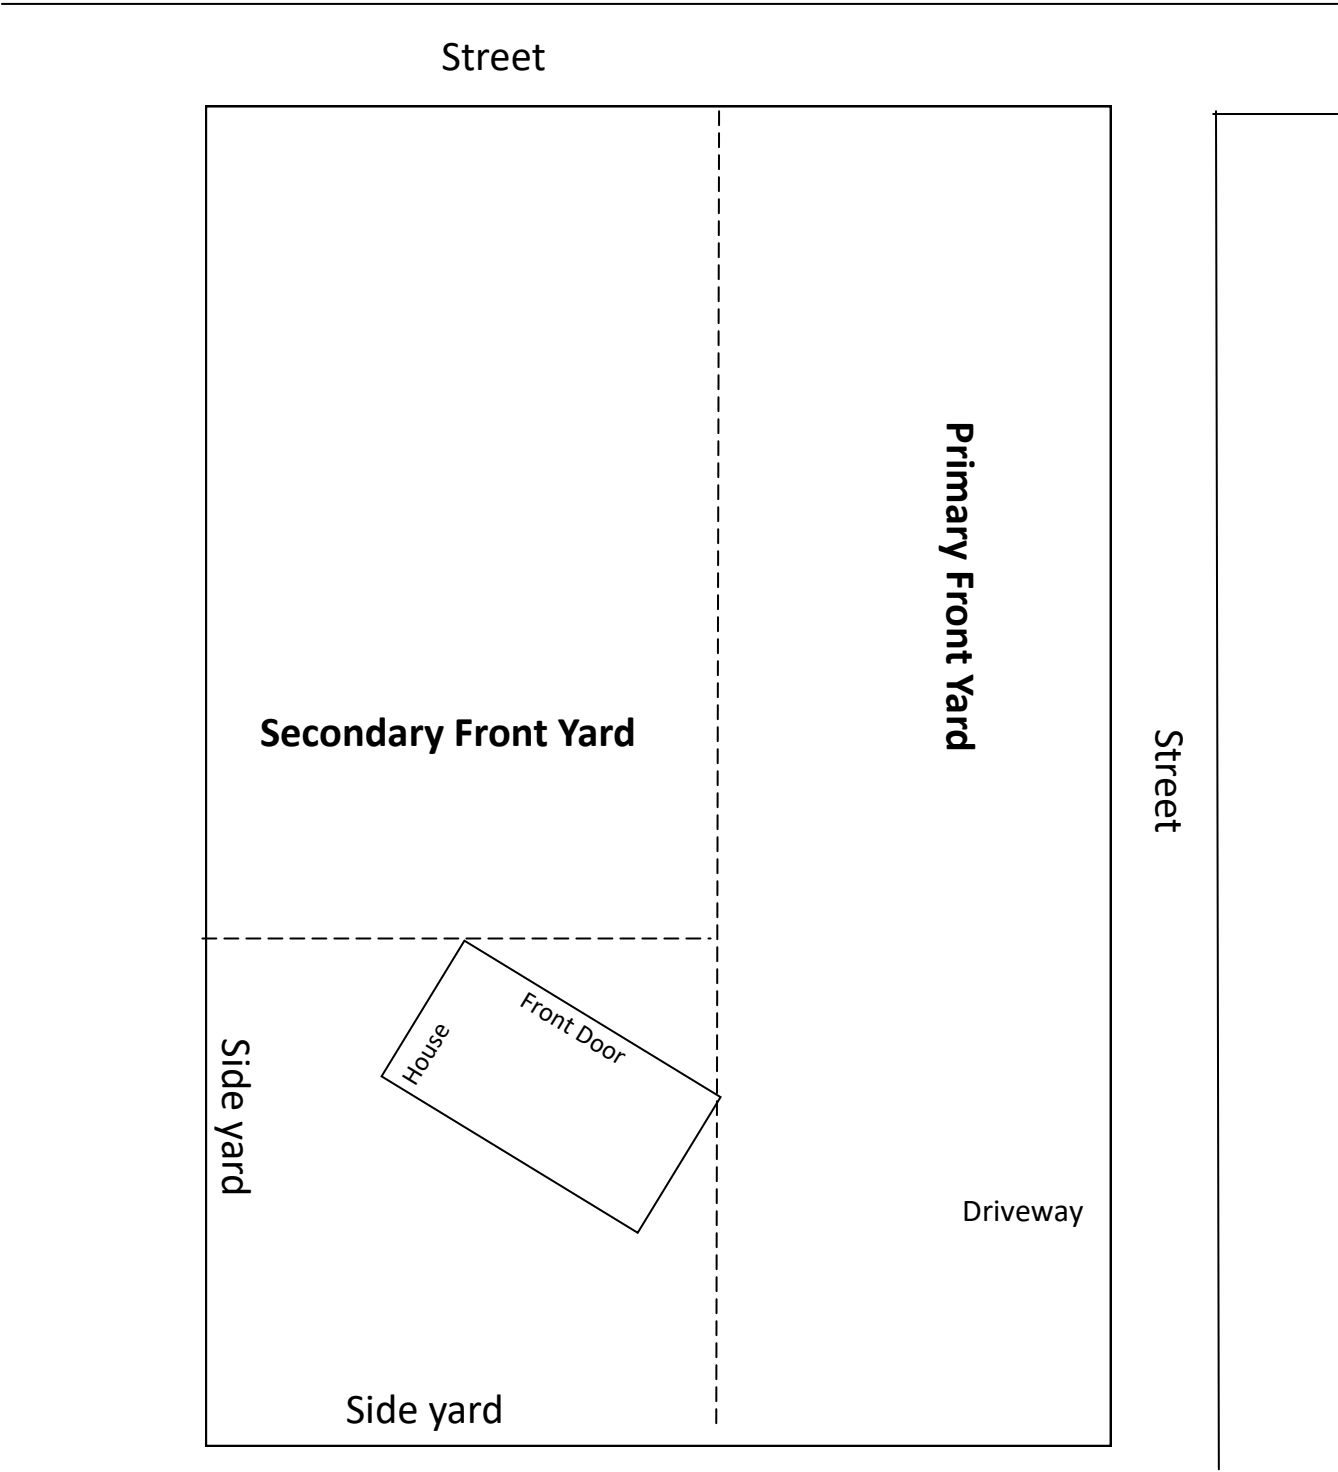 Street
Primary Front Yard
Secondary Front Yard
Street
Front Door
House
Side yard
Driveway
Side yard